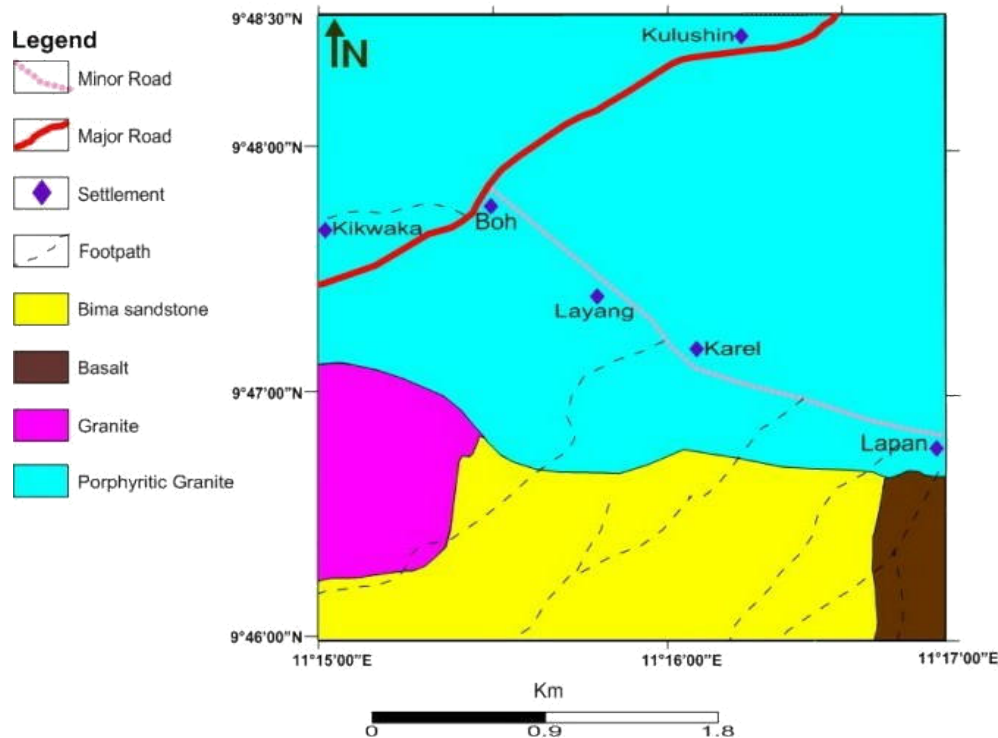 Legend
Minor Road
Major Road
Settlement
Footpath
Bima sandstone
Basalt
Granite
Porphyritic Granite
9°48'30"N
9°48'00"N
9°47'00"N
9°46'00"N
N
Kulushin
Kikwaka
Boh
Layang
Karel
Lapan
11°15'00"E
11°16'00"E
11°17'00"E
Km
0
0.9
1.8